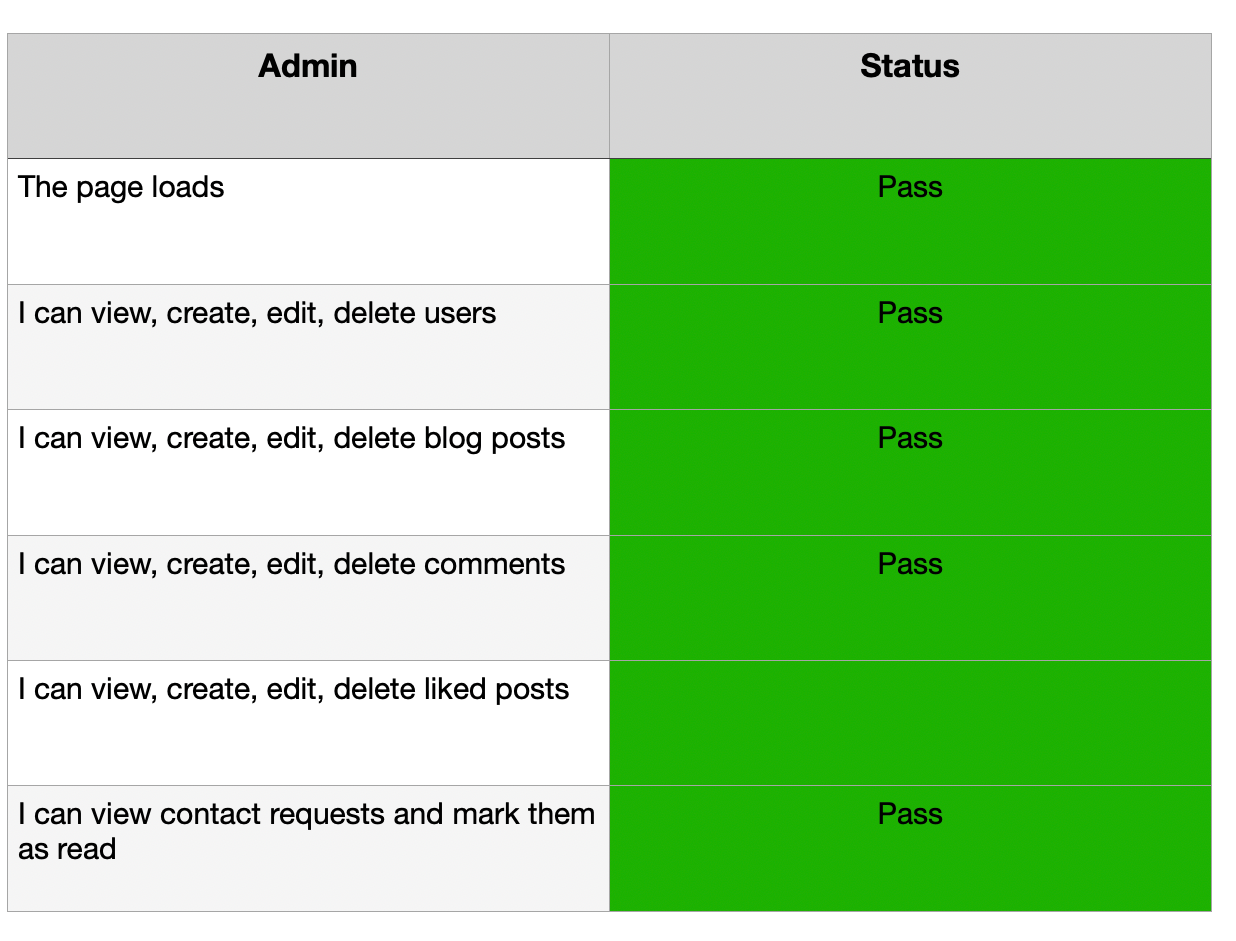 Admin
Status
The page loads
Pass
I can view, create, edit, delete users
Pass
I can view, create, edit, delete blog posts
Pass
I can view, create, edit, delete comments
Pass
I can view, create, edit, delete liked posts
I can view contact requests and mark them
as read
Pass